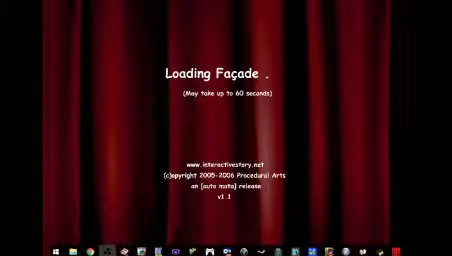 Loading Façade .
(May take up to 60 seconds)
www.interactivestory.net
(c)opyright 2005-2006 Procedural Arts
an [auto mata] release
v1.1